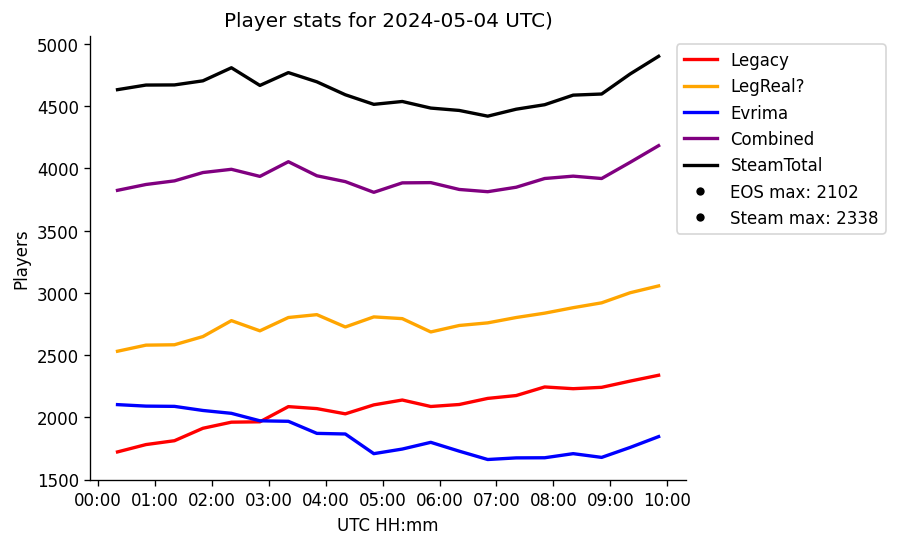 Player stats for 2024-05-04 UTC)
5000
4500
4000
3500
3000
2500
2000
1500
Players
00:00 01:00 02:00 03:00 04:00 05:00 06:00 07:00 08:00 09:00 10:00
UTC HH:mm
Legacy
LegReal?
Evrima
Combined
SteamTotal
EOS max: 2102
Steam max: 2338